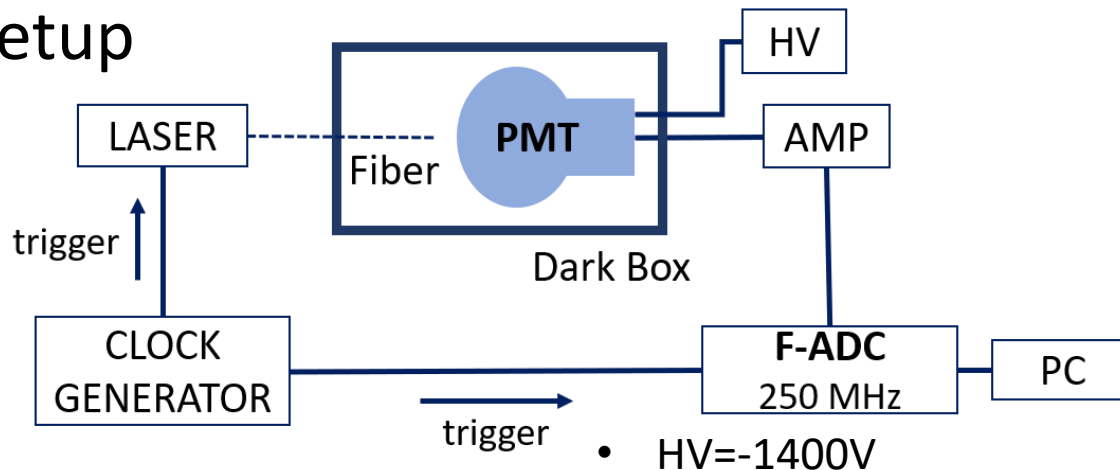 etup
HV
LASER
PMT
AMP
Fiber
trigger
Dark Box
CLOCK
GENERATOR
F-ADC
250 MHz
PC
trigger
• HV=-1400V